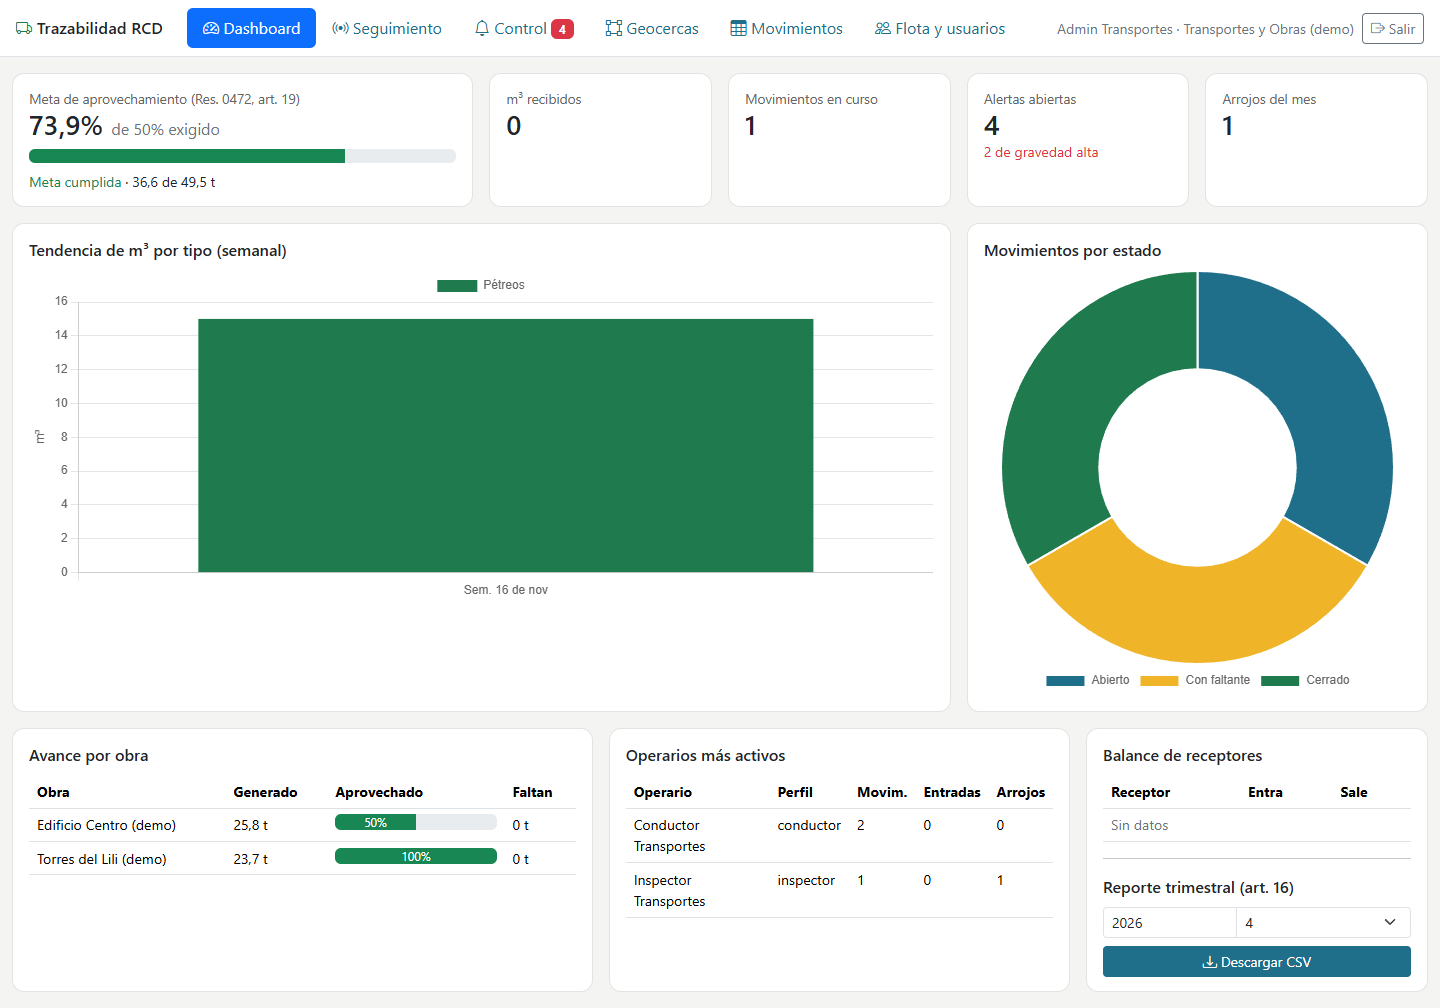 Trazabilidad RCD
Dashboard
Seguimiento
Control 4
Geocercas
Movimientos
Flota y usuarios
Admin Transportes · Transportes y Obras (demo)
Salir
Meta de aprovechamiento (Res. 0472, art. 19)
73,9% de 50% exigido
Meta cumplida · 36,6 de 49,5 t
m³ recibidos
0
Movimientos en curso
1
Alertas abiertas
4
2 de gravedad alta
Arrojos del mes
1
Tendencia de m³ por tipo (semanal)
Pétreos
16
14
12
10
8
6
4
2
0
m³
Sem. 16 de nov
Movimientos por estado
Abierto Con faltante Cerrado
Avance por obra
Obra Generado Aprovechado Faltan
Edificio Centro (demo) 25,8 t 50% 0 t
Torres del Lili (demo) 23,7 t 100% 0 t
Operarios más activos
Operario Perfil Movim. Entradas Arrojos
Conductor Transportes conductor 2 0 0
Inspector Transportes inspector 1 0 1
Balance de receptores
Receptor Entra Sale
Sin datos
Reporte trimestral (art. 16)
2026 4
Descargar CSV